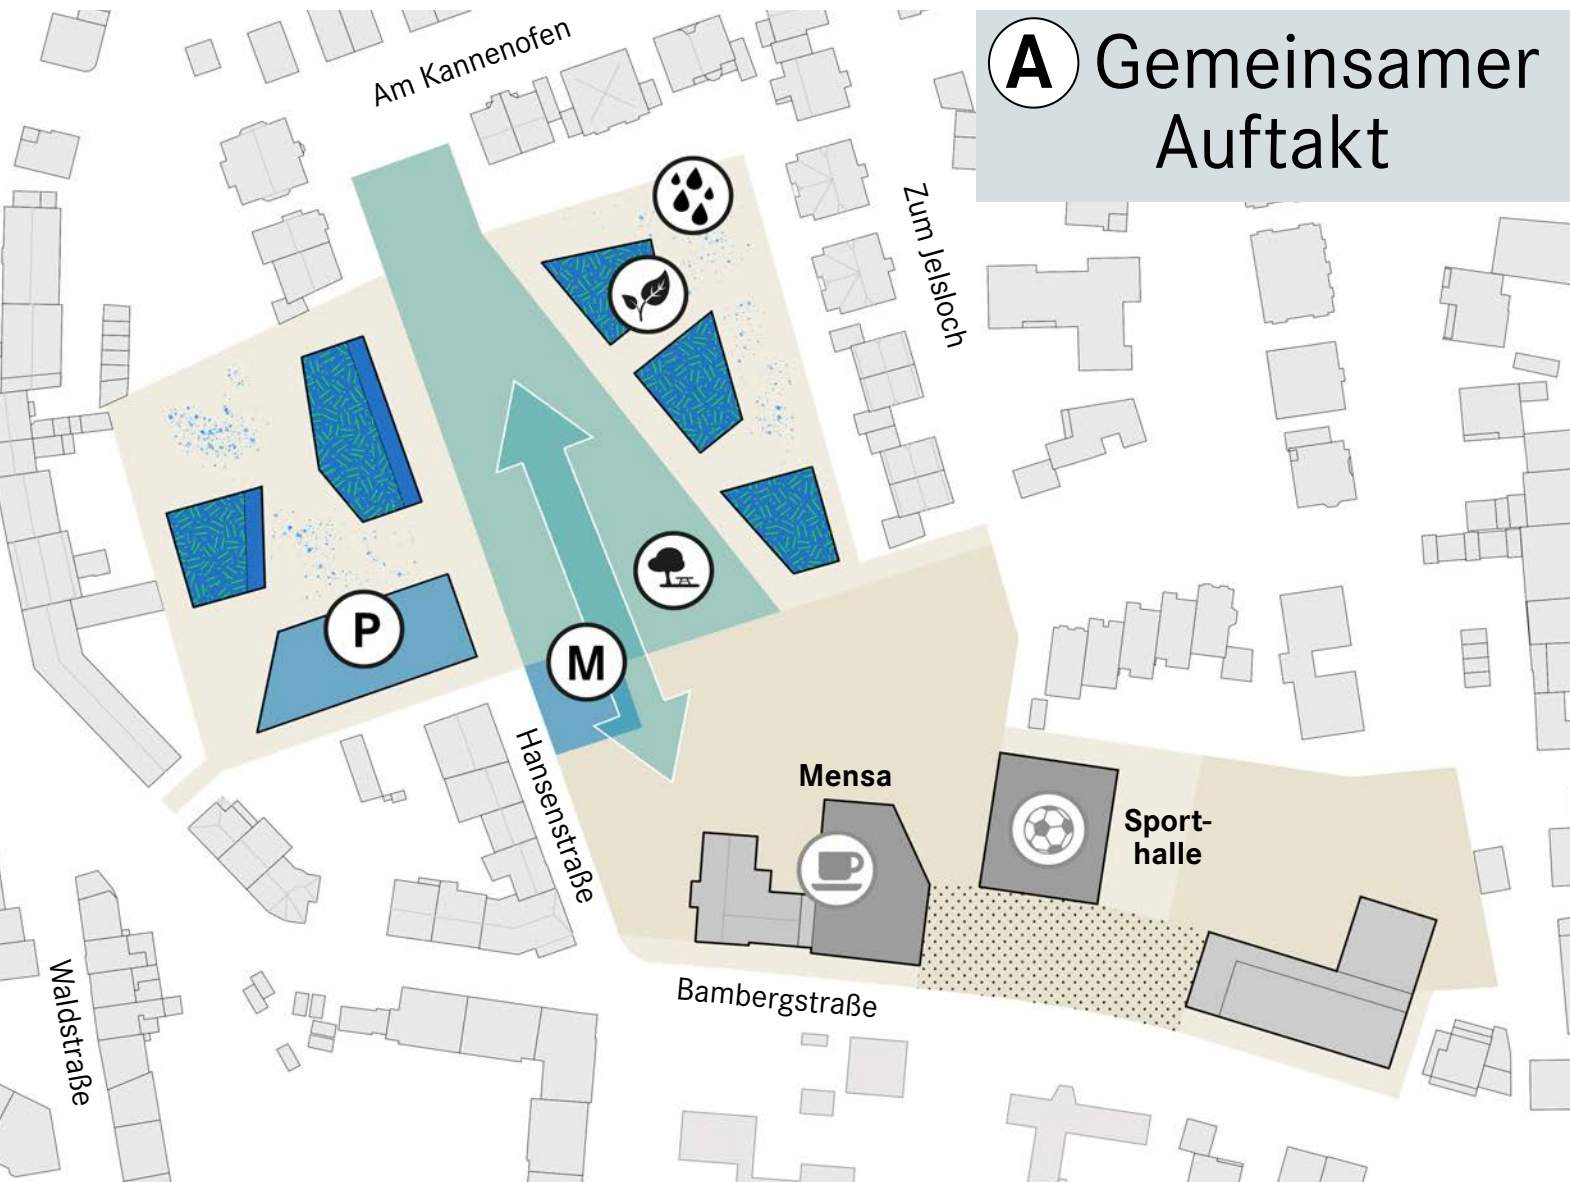 Am Kannenofen
A Gemeinsamer
Auftakt
Zum Jelsloch
P
M
Hansenstraße
Mensa
Sport-
halle
Waldstraße
Bambergstraße